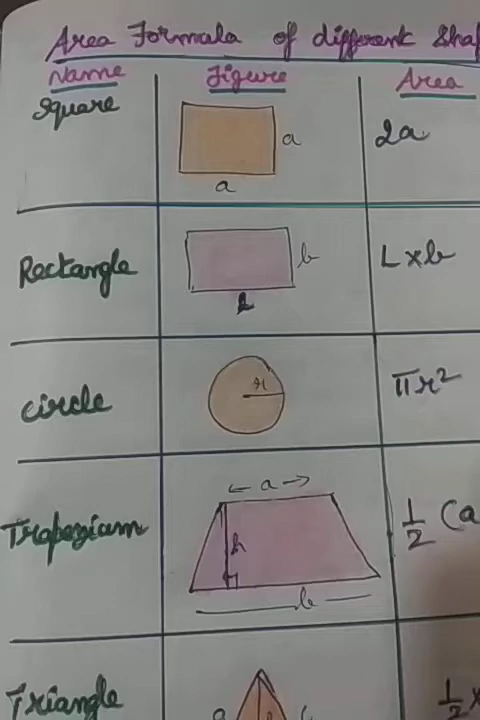 Area Formula of different Sha
Name Figure Area
Square a a 2a
Rectangle b L L×b
Circle r πr²
Trapezium a h b 1/2 (a
Triangle a c 1/2 ×